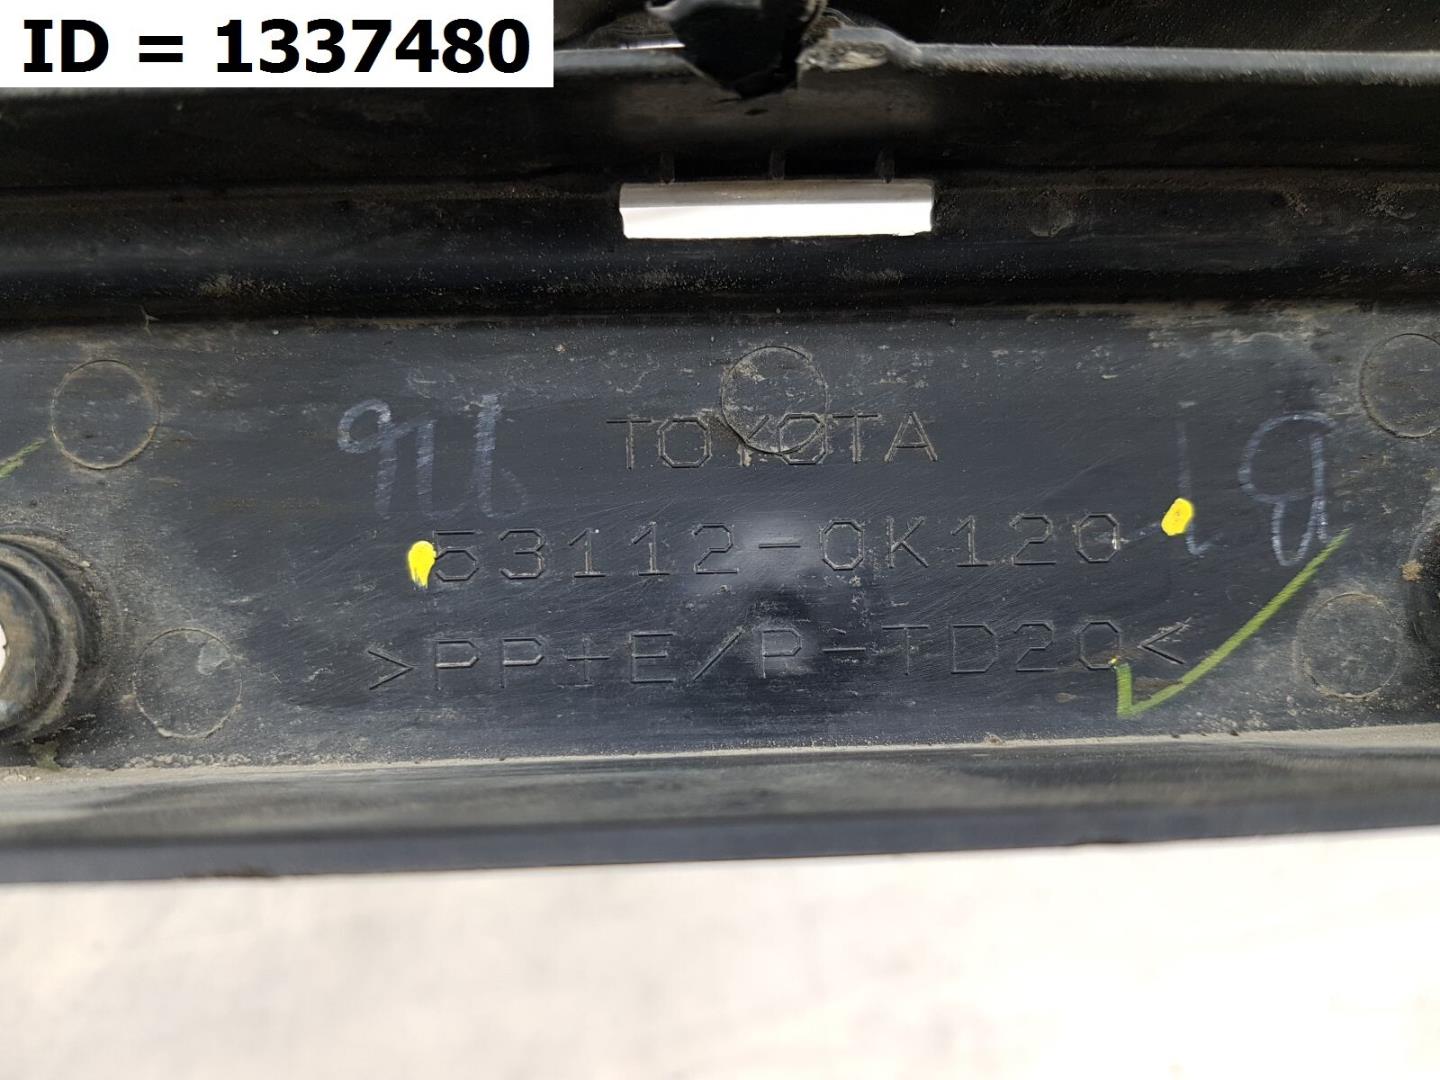 ID = 1337480
TOYOTA
53112-0K120
>PP+E/P-TD20<